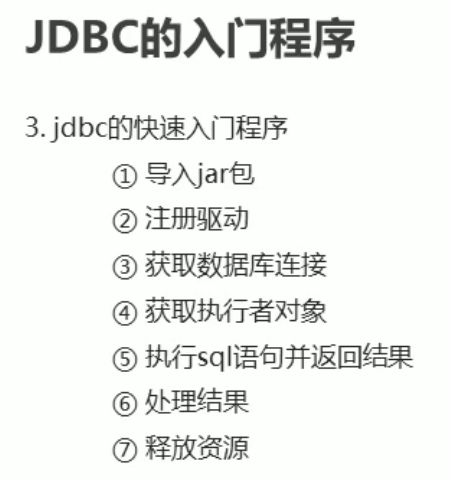 JDBC的入门程序
3. jdbc的快速入门程序
① 导入jar包
② 注册驱动
③ 获取数据库连接
④ 获取执行者对象
⑤ 执行sql语句并返回结果
⑥ 处理结果
⑦ 释放资源